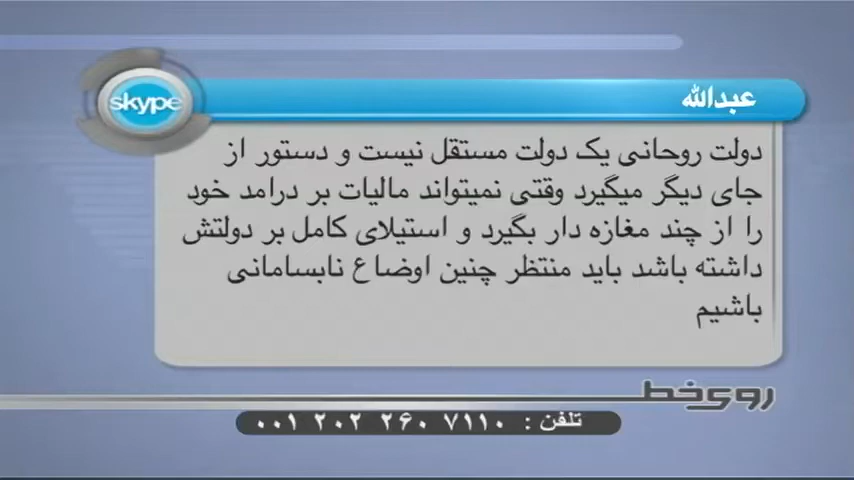 skype
عبدالله
دولت روحانی یک دولت مستقل نیست و دستور از
جای دیگر میگیرد وقتی نمیتواند مالیات بر درامد خود
را از چند مغازه دار بگیرد و استیلای کامل بر دولتش
داشته باشد باید منتظر چنین اوضاع نابسامانی
باشیم
روی خط
تلفن : ۰۰۱ ۲۰۲ ۲۶۰ ۷۱۱۰